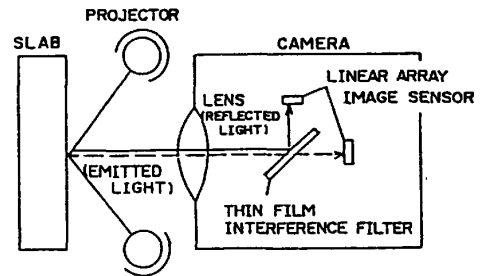 PROJECTOR
SLAB
CAMERA
LINEAR ARRAY
IMAGE SENSOR
LENS
(REFLECTED
LIGHT)
(EMITTED
LIGHT)
THIN FILM
INTERFERENCE FILTER